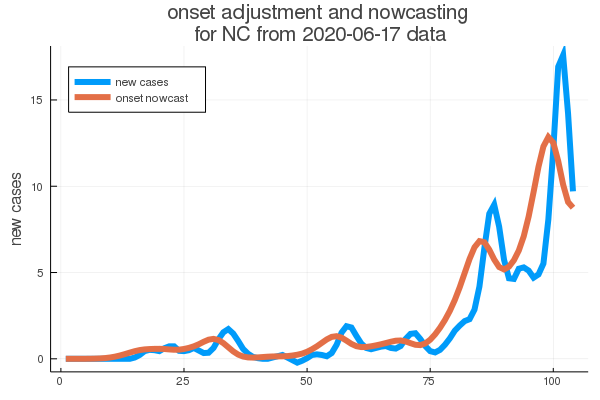 onset adjustment and nowcasting
for NC from 2020-06-17 data
new cases
onset nowcast
new cases
15
10
5
0
0
25
50
75
100